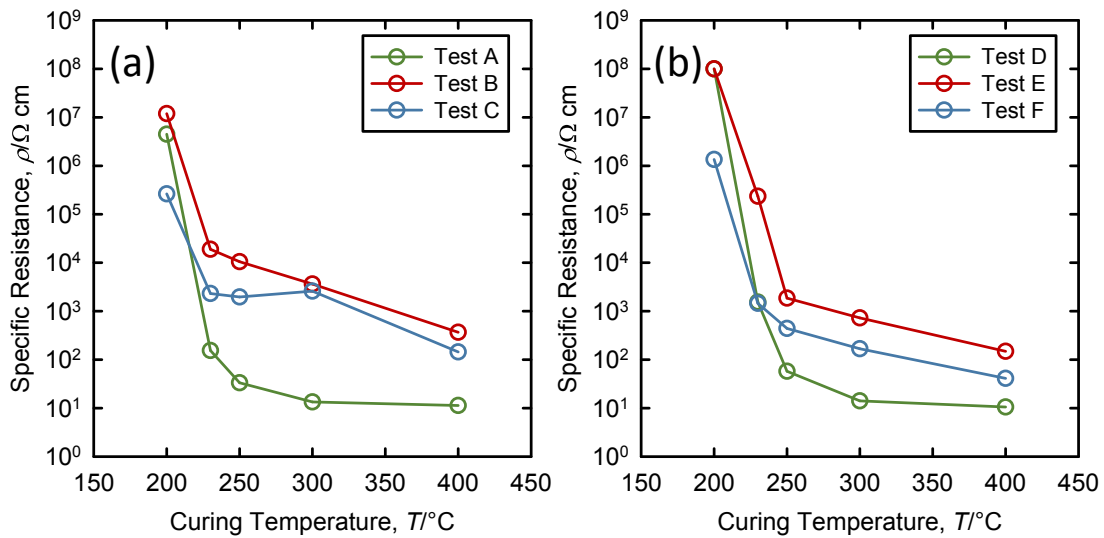 (a)
Test A
Test B
Test C
10⁹
10⁸
10⁷
10⁶
10⁵
10⁴
10³
10²
10¹
10⁰
Specific Resistance, ρ/Ω cm
150 200 250 300 350 400 450
Curing Temperature, T/°C
(b)
Test D
Test E
Test F
10⁹
10⁸
10⁷
10⁶
10⁵
10⁴
10³
10²
10¹
10⁰
Specific Resistance, ρ/Ω cm
150 200 250 300 350 400 450
Curing Temperature, T/°C